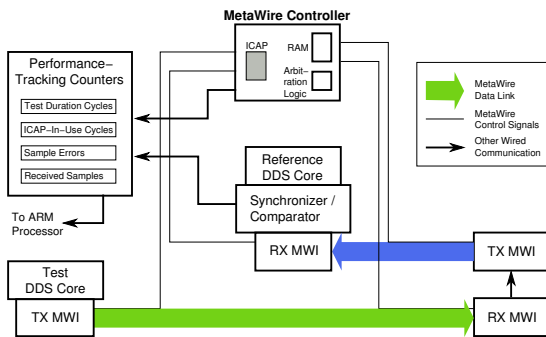 MetaWire Controller
ICAP
RAM
Arbit-
ration
Logic
Performance-
Tracking Counters
Test Duration Cycles
ICAP-In-Use Cycles
Sample Errors
Received Samples
To ARM
Processor
MetaWire
Data Link
MetaWire
Control Signals
Other Wired
Communication
Reference
DDS Core
Synchronizer /
Comparator
RX MWI
TX MWI
Test
DDS Core
TX MWI
RX MWI